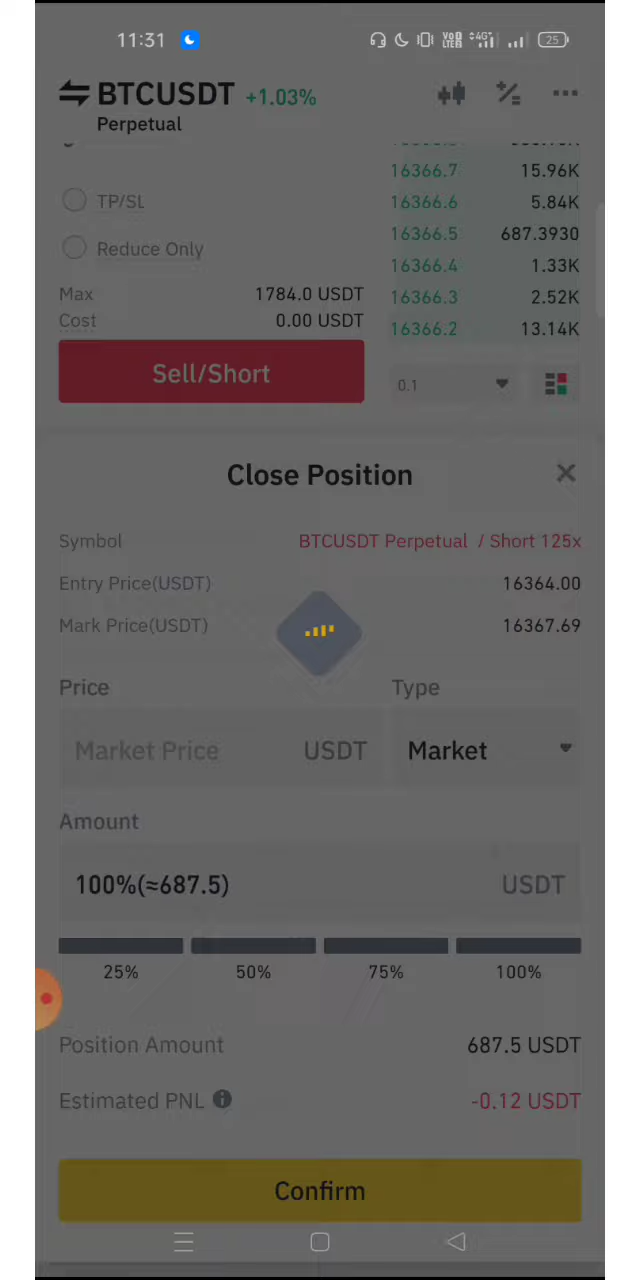 11:31 VoD LTE2 4G 25
BTCUSDT +1.03%
Perpetual
16366.7 15.96K
TP/SL 16366.6 5.84K
16366.5 687.3930
Reduce Only 16366.4 1.33K
Max 1784.0 USDT 16366.3 2.52K
Cost 0.00 USDT 16366.2 13.14K
Sell/Short 0.1
Close Position
Symbol BTCUSDT Perpetual / Short 125x
Entry Price(USDT) 16364.00
Mark Price(USDT) 16367.69
Price Type
Market Price USDT Market
Amount
100%(≈687.5) USDT
25% 50% 75% 100%
Position Amount 687.5 USDT
Estimated PNL -0.12 USDT
Confirm